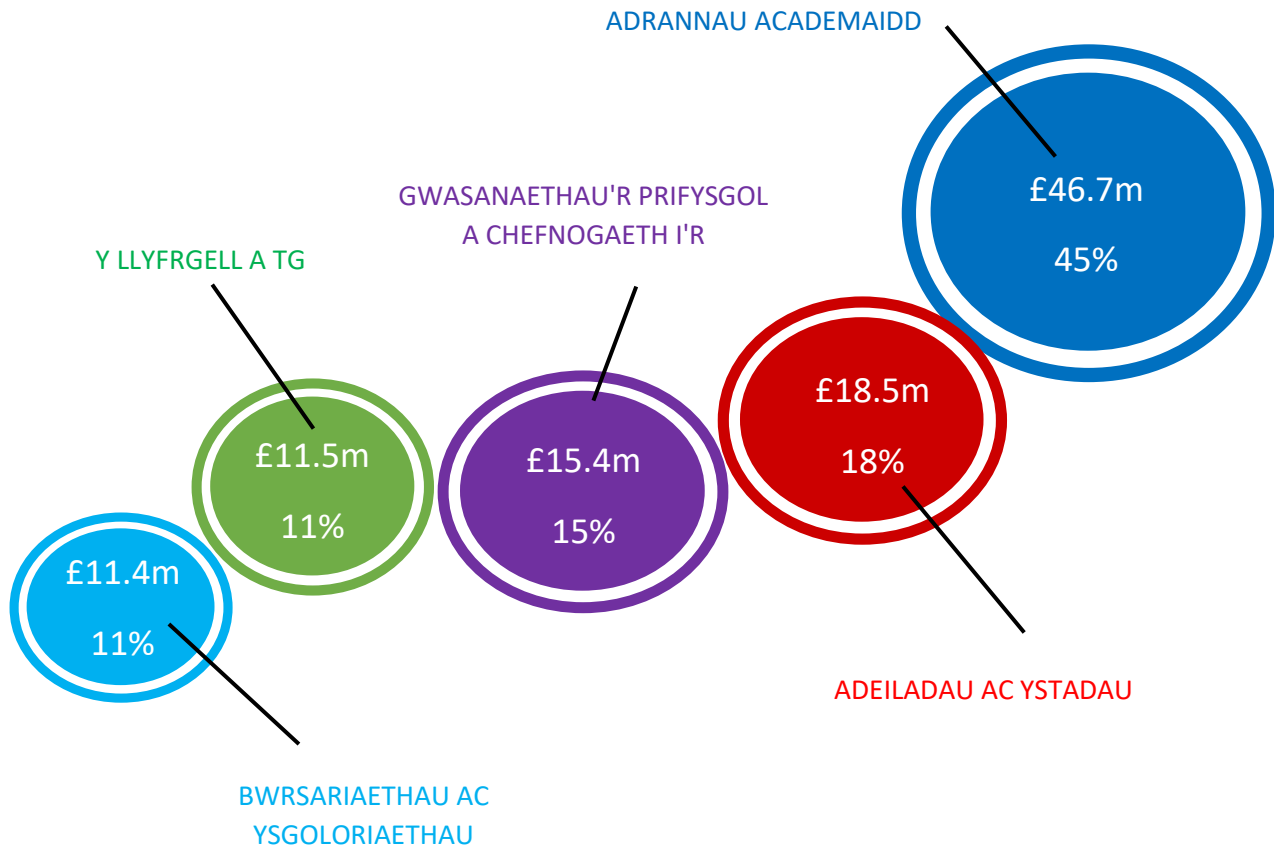 ADRANNAU ACADEMAIDD
£46.7m
45%
GWASANAETHAU'R PRIFYSGOL
A CHEFNOGAETH I'R
£15.4m
15%
Y LLYFRGELL A TG
£11.5m
11%
£18.5m
18%
ADEILADAU AC YSTADAU
£11.4m
11%
BWRSARIAETHAU AC
YSGOLORIAETHAU